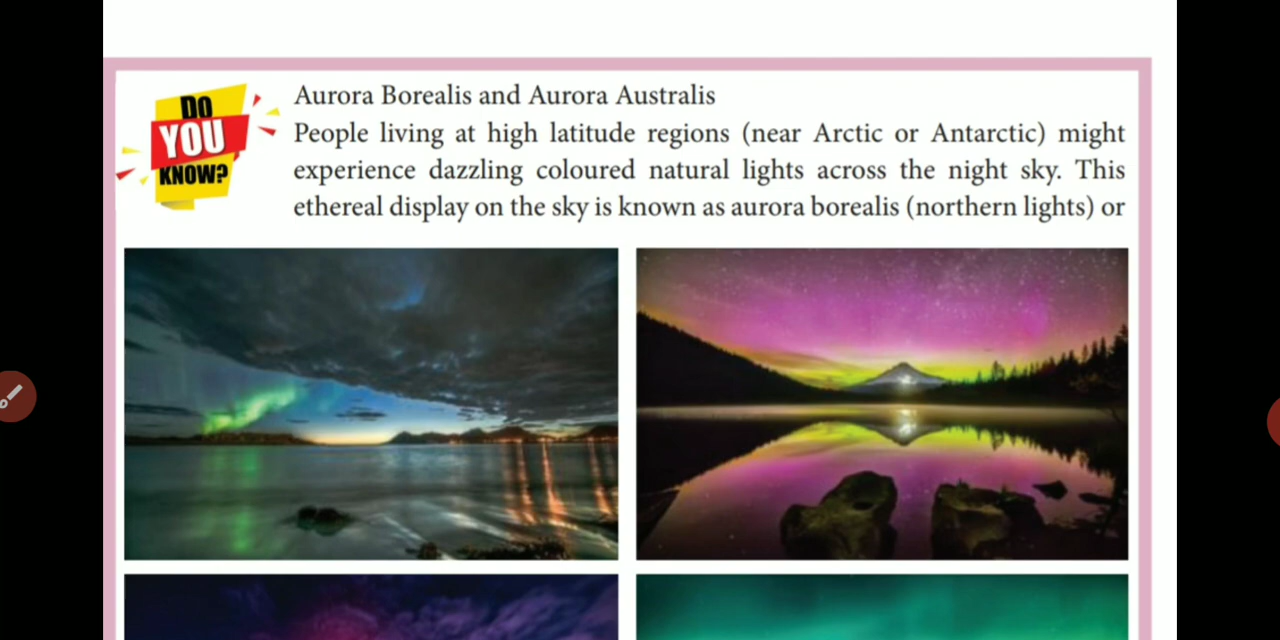 DO
YOU
KNOW?
Aurora Borealis and Aurora Australis
People living at high latitude regions (near Arctic or Antarctic) might
experience dazzling coloured natural lights across the night sky. This
ethereal display on the sky is known as aurora borealis (northern lights) or